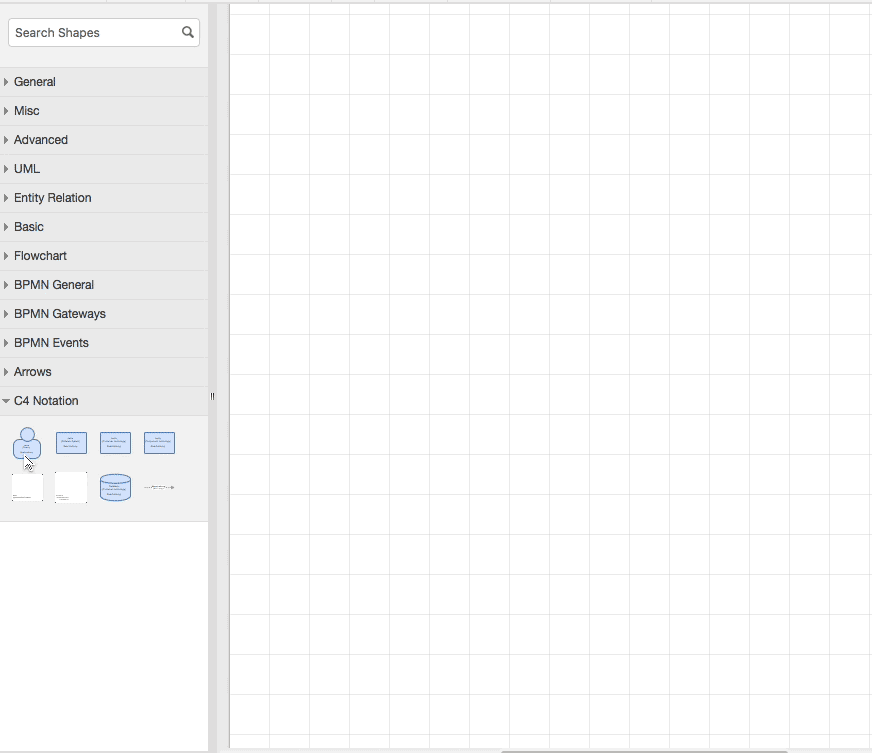 Search Shapes
General
Misc
Advanced
UML
Entity Relation
Basic
Flowchart
BPMN General
BPMN Gateways
BPMN Events
Arrows
C4 Notation